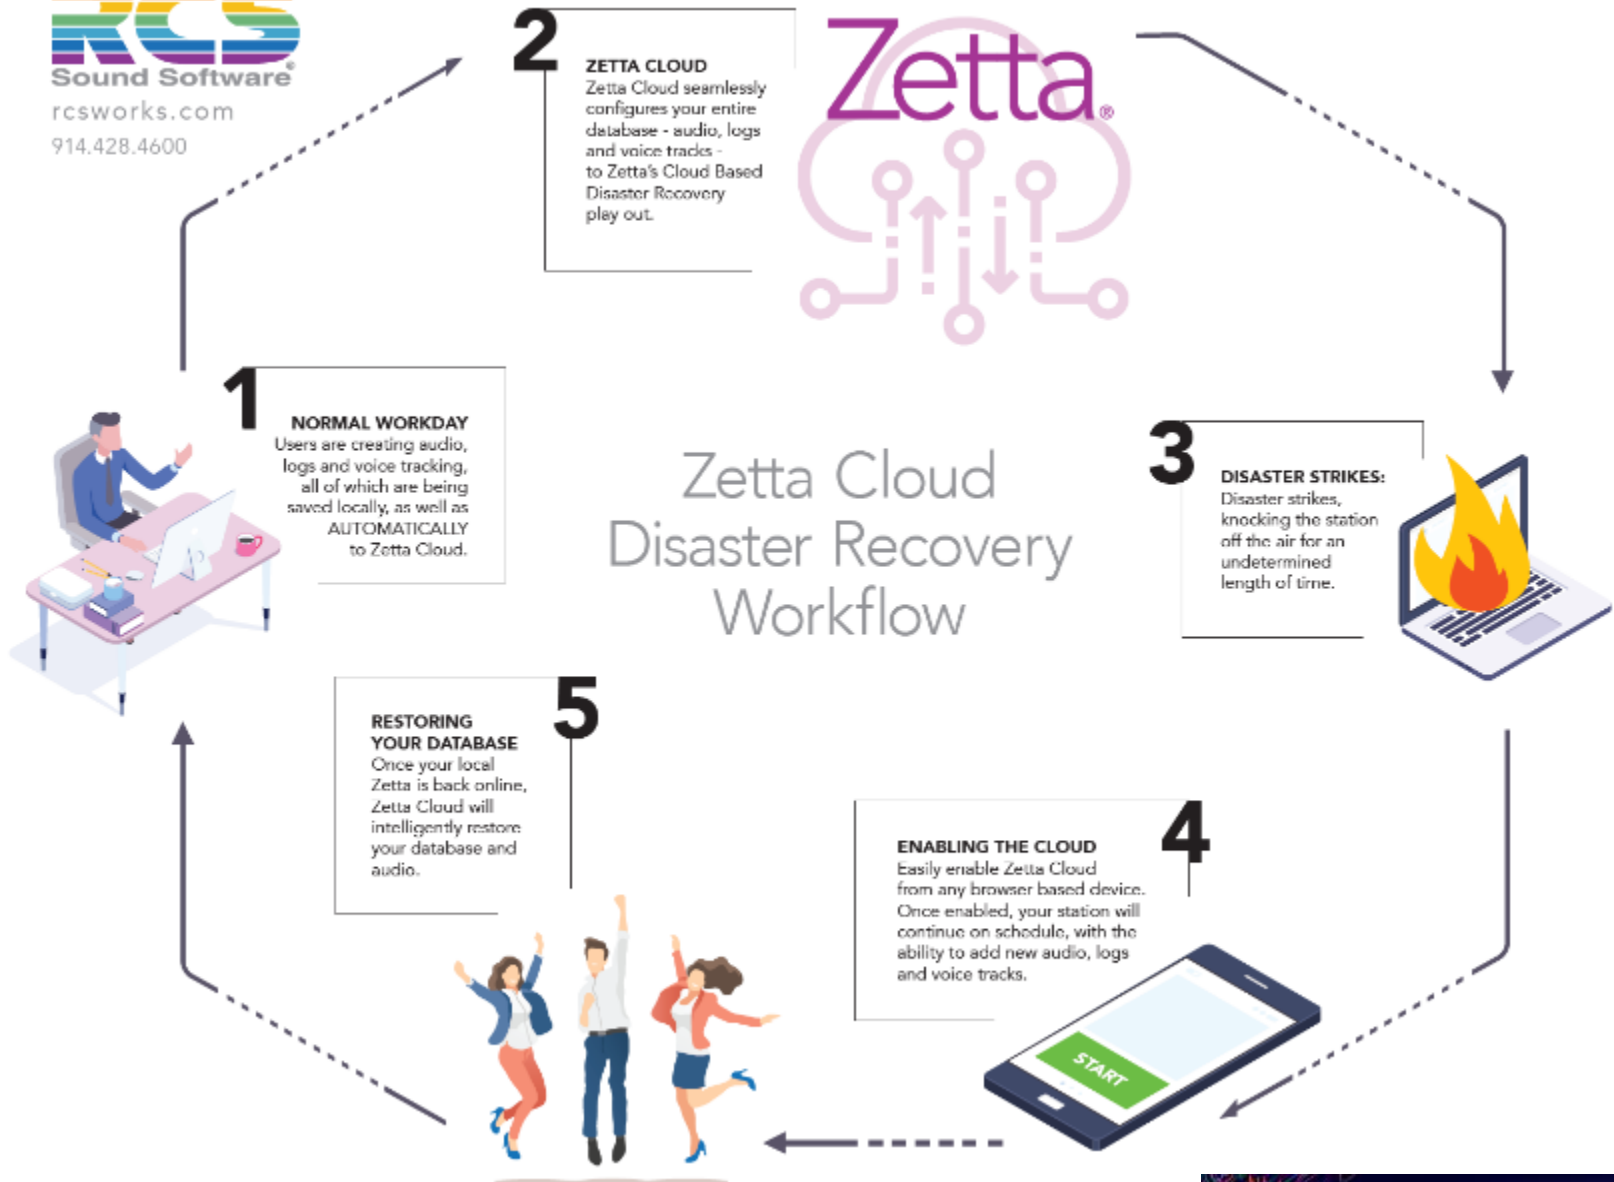 RCS
Sound Software®
rcsworks.com
914.428.4600
2
ZETTA CLOUD
Zetta Cloud seamlessly
configures your entire
database - audio, logs
and voice tracks -
to Zetta's Cloud Based
Disaster Recovery
play out.
Zetta®
1
NORMAL WORKDAY
Users are creating audio,
logs and voice tracking,
all of which are being
saved locally, as well as
AUTOMATICALLY
to Zetta Cloud.
Zetta Cloud
Disaster Recovery
Workflow
3
DISASTER STRIKES:
Disaster strikes,
knocking the station
off the air for an
undetermined
length of time.
5
RESTORING
YOUR DATABASE
Once your local
Zetta is back online,
Zetta Cloud will
intelligently restore
your database and
audio.
4
ENABLING THE CLOUD
Easily enable Zetta Cloud
from any browser based device.
Once enabled, your station will
continue on schedule, with the
ability to add new audio, logs
and voice tracks.
START